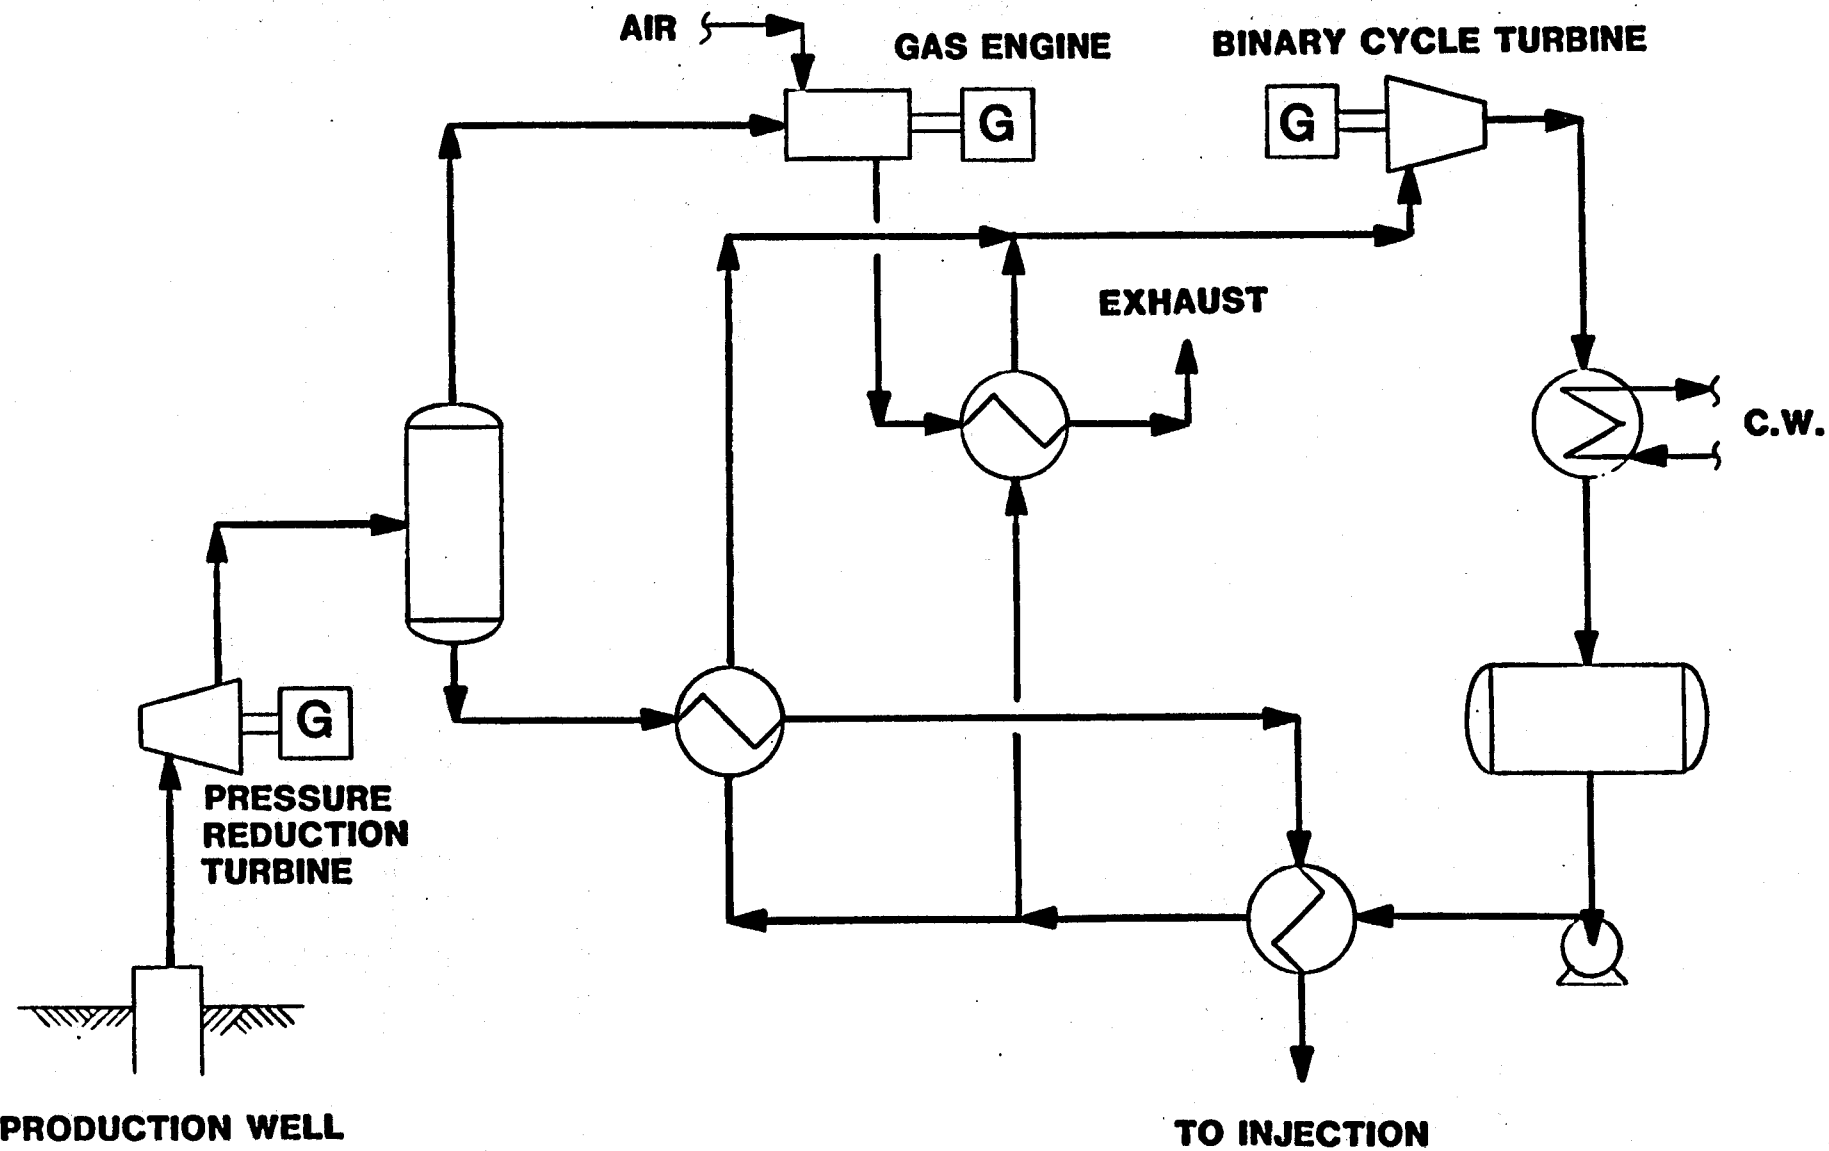 AIR
GAS ENGINE
BINARY CYCLE TURBINE
G
G
EXHAUST
C.W.
G
PRESSURE
REDUCTION
TURBINE
PRODUCTION WELL
TO INJECTION